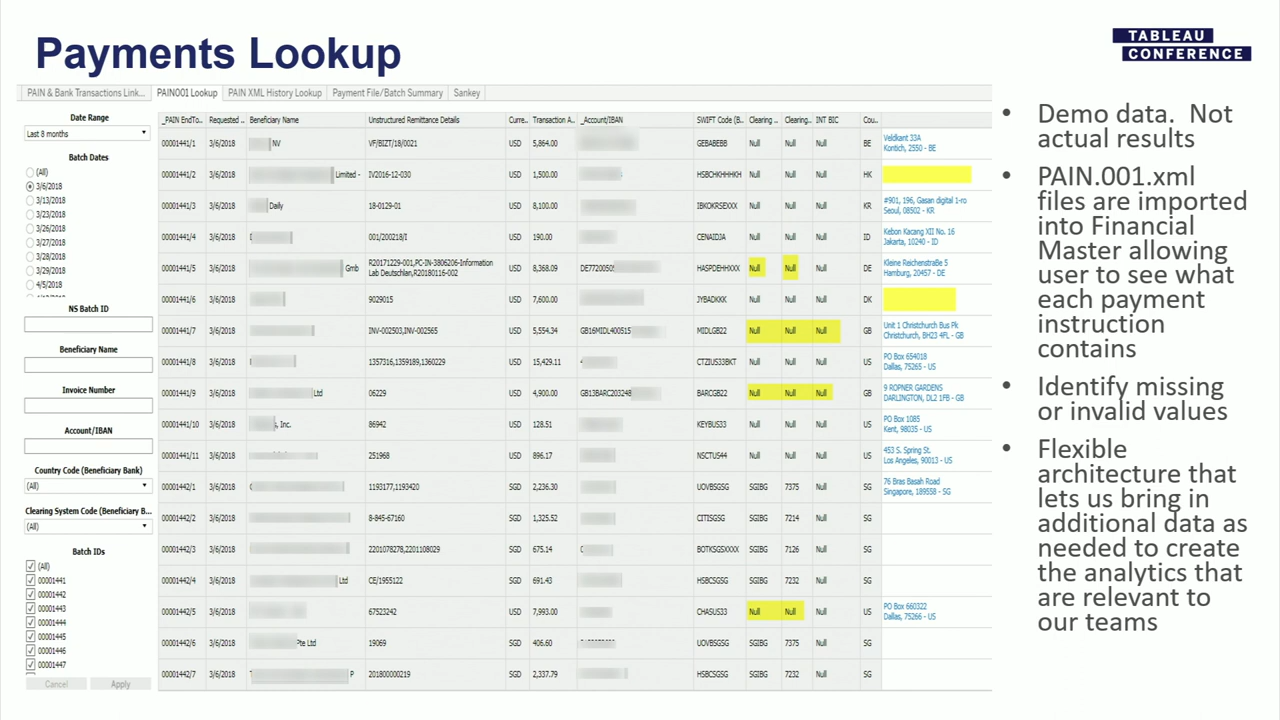 Payments Lookup
TABLEAU
CONFERENCE
PAIN & Bank Transactions Link...
PAIN001 Lookup
PAIN XML History Lookup
Payment File/Batch Summary
Sankey
Date Range
Last 8 months
Batch Dates
(All)
3/6/2018
3/13/2018
3/23/2018
3/26/2018
3/27/2018
3/28/2018
3/29/2018
4/5/2018
NS Batch ID
Beneficiary Name
Invoice Number
Account/IBAN
Country Code (Beneficiary Bank)
(All)
Clearing System Code (Beneficiary B...
(All)
Batch IDs
(All)
00001441
00001442
00001443
00001444
00001445
00001446
00001447
Cancel Apply
_PAIN EndTo.. Requested .. Beneficiary Name Unstructured Remittance Details Curre.. Transaction A.. _Account/IBAN SWIFT Code (B.. Clearing .. Clearing.. INT BIC Cou..
00001441/1 3/6/2018 NV VF/BIZT/18/0021 USD 5,864.00 GEBABEBB Null Null Null BE Veldkant 33A
Kontich, 2550 - BE
00001441/2 3/6/2018 Limited - IV2016-12-030 USD 1,500.00 HSBCHKHHHKH Null Null Null HK
00001441/3 3/6/2018 Daily 18-0129-01 USD 8,100.00 IBKOKRSEXXX Null Null Null KR #901, 196, Gasan digital 1-ro
Seoul, 08502 - KR
00001441/4 3/6/2018 001/200218/I USD 190.00 CENAIDJA Null Null Null ID Kebon Kacang XII No. 16
Jakarta, 10240 - ID
00001441/5 3/6/2018 Gmb R20171229-001,PC-IN-3806206-Information
Lab Deutschlan,R20180116-002 USD 8,368.09 DE7720050 HASPDEHHXXX Null Null Null DE Kleine Reichenstraße 5
Hamburg, 20457 - DE
00001441/6 3/6/2018 9029015 USD 7,600.00 JYBADKKK Null Null Null DK
00001441/7 3/6/2018 INV-002503,INV-002565 USD 5,554.34 GB16MIDL400515 MIDLGB22 Null Null Null GB Unit 1 Christchurch Bus Pk
Christchurch, BH23 4FL - GB
00001441/8 3/6/2018 1357316,1359189,1360229 USD 15,429.11 CTZIUS33BKT Null Null Null US PO Box 654018
Dallas, 75265 - US
00001441/9 3/6/2018 Ltd 06229 USD 4,900.00 GB13BARC203248 BARCGB22 Null Null Null GB 9 ROPNER GARDENS
DARLINGTON, DL2 1FB - GB
00001441/10 3/6/2018 , Inc. 86942 USD 128.51 KEYBUS33 Null Null Null US PO Box 1085
Kent, 98035 - US
00001441/11 3/6/2018 251968 USD 896.17 NSCTUS44 Null Null Null US 453 S. Spring St.
Los Angeles, 90013 - US
00001442/1 3/6/2018 1193177,1193420 USD 2,236.30 UOVBSGSG SGIBG 7375 Null SG 76 Bras Basah Road
Singapore, 189558 - SG
00001442/2 3/6/2018 8-845-67160 SGD 1,325.52 CITISGSG SGIBG 7214 Null SG
00001442/3 3/6/2018 2201078278,2201108029 SGD 675.14 BOTKSGSXXXX SGIBG 7126 Null SG
00001442/4 3/6/2018 Ltd CE/1955122 SGD 691.43 HSBCSGSG SGIBG 7232 Null SG
00001442/5 3/6/2018 67523242 USD 7,993.00 CHASUS33 Null Null Null US PO Box 660322
Dallas, 75266 - US
00001442/6 3/6/2018 Pte Ltd 19069 SGD 406.60 UOVBSGSG SGIBG 7375 Null SG
00001442/7 3/6/2018 P 201800000219 SGD 2,337.79 HSBCSGSG SGIBG 7232 Null SG
• Demo data. Not
actual results
• PAIN.001.xml
files are imported
into Financial
Master allowing
user to see what
each payment
instruction
contains
• Identify missing
or invalid values
• Flexible
architecture that
lets us bring in
additional data as
needed to create
the analytics that
are relevant to
our teams